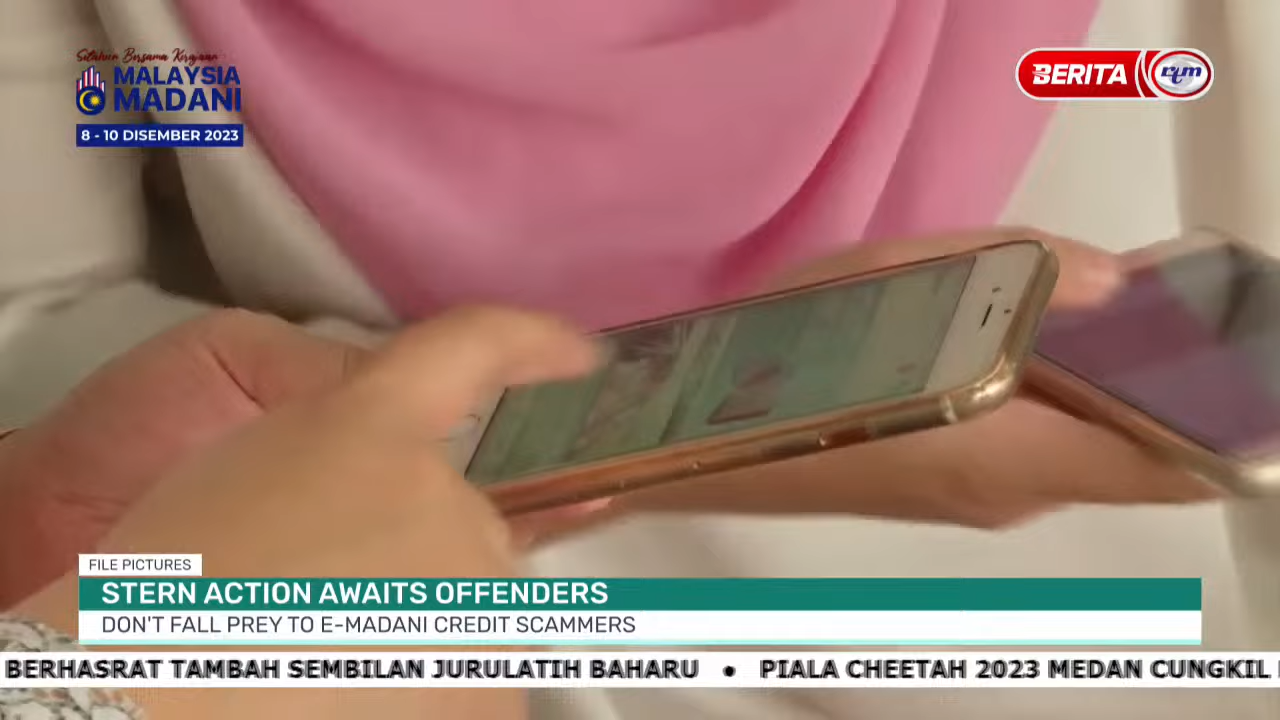 Setahun Bersama Kerajaan
MALAYSIA
MADANI
8 - 10 DISEMBER 2023
BERITA rtm
FILE PICTURES
STERN ACTION AWAITS OFFENDERS
DON'T FALL PREY TO E-MADANI CREDIT SCAMMERS
BERHASRAT TAMBAH SEMBILAN JURULATIH BAHARU • PIALA CHEETAH 2023 MEDAN CUNGKIL